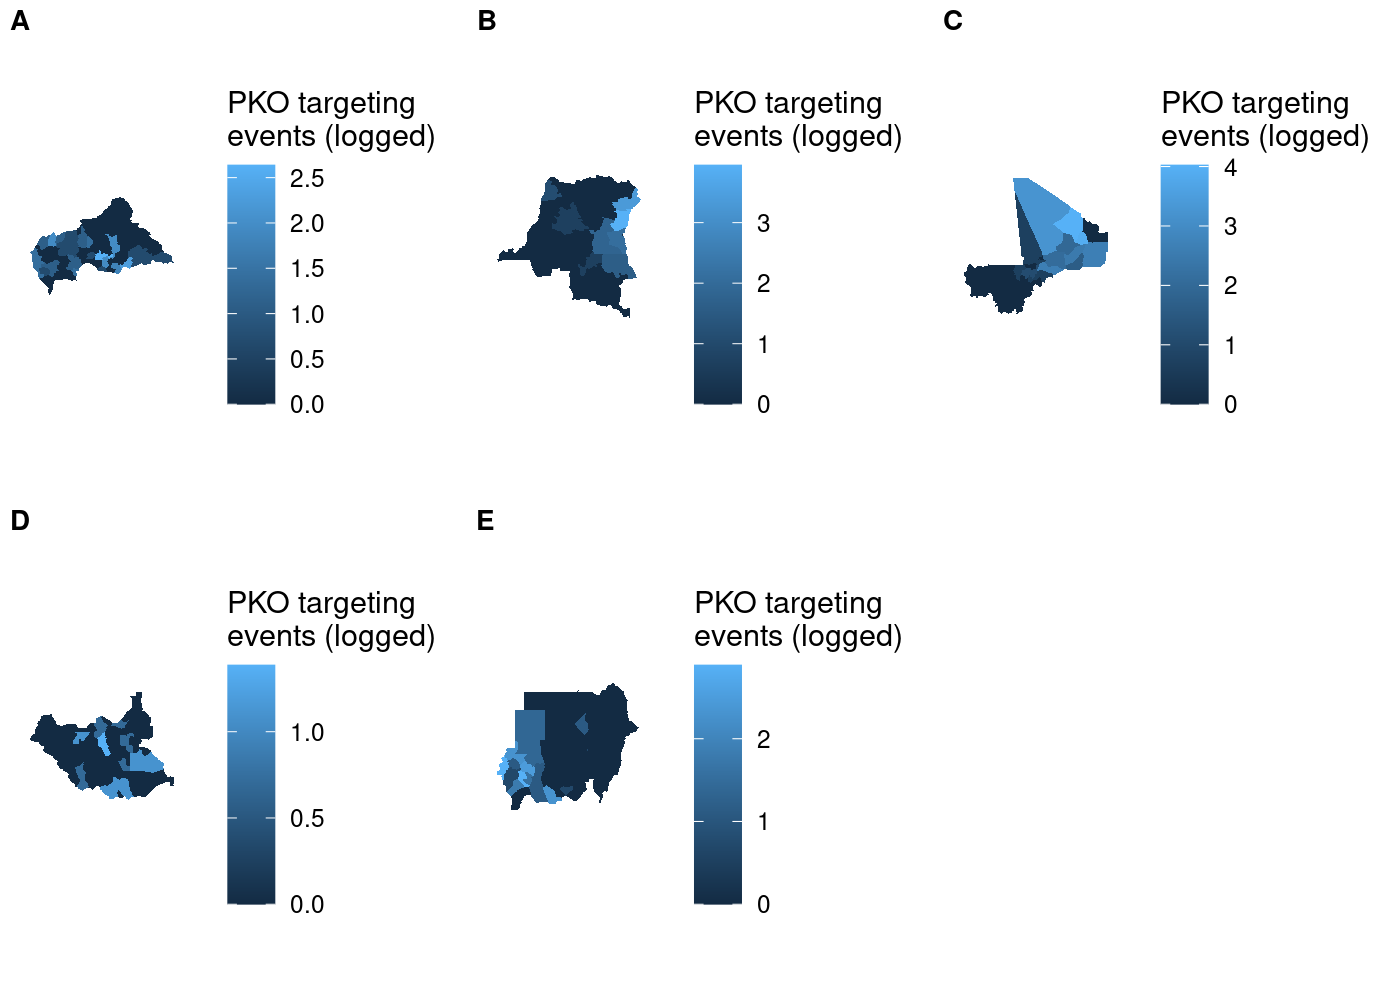 A
PKO targeting
events (logged)
2.5
2.0
1.5
1.0
0.5
0.0
B
PKO targeting
events (logged)
3
2
1
0
C
PKO targeting
events (logged)
4
3
2
1
0
D
PKO targeting
events (logged)
1.0
0.5
0.0
E
PKO targeting
events (logged)
2
1
0